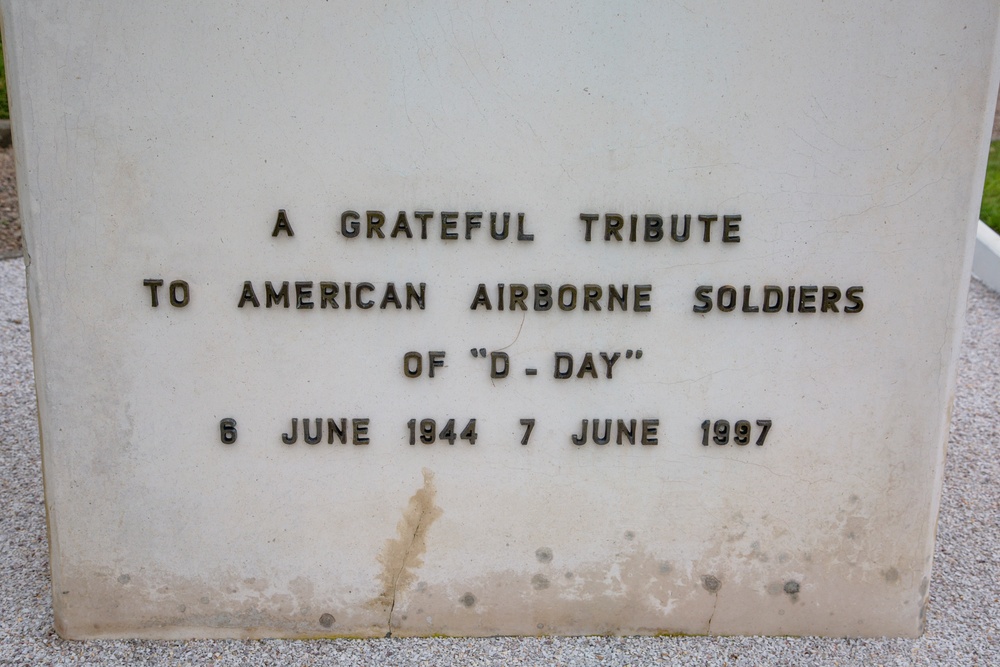 A GRATEFUL TRIBUTE
TO AMERICAN AIRBORNE SOLDIERS
OF "D - DAY"
6 JUNE 1944 7 JUNE 1997